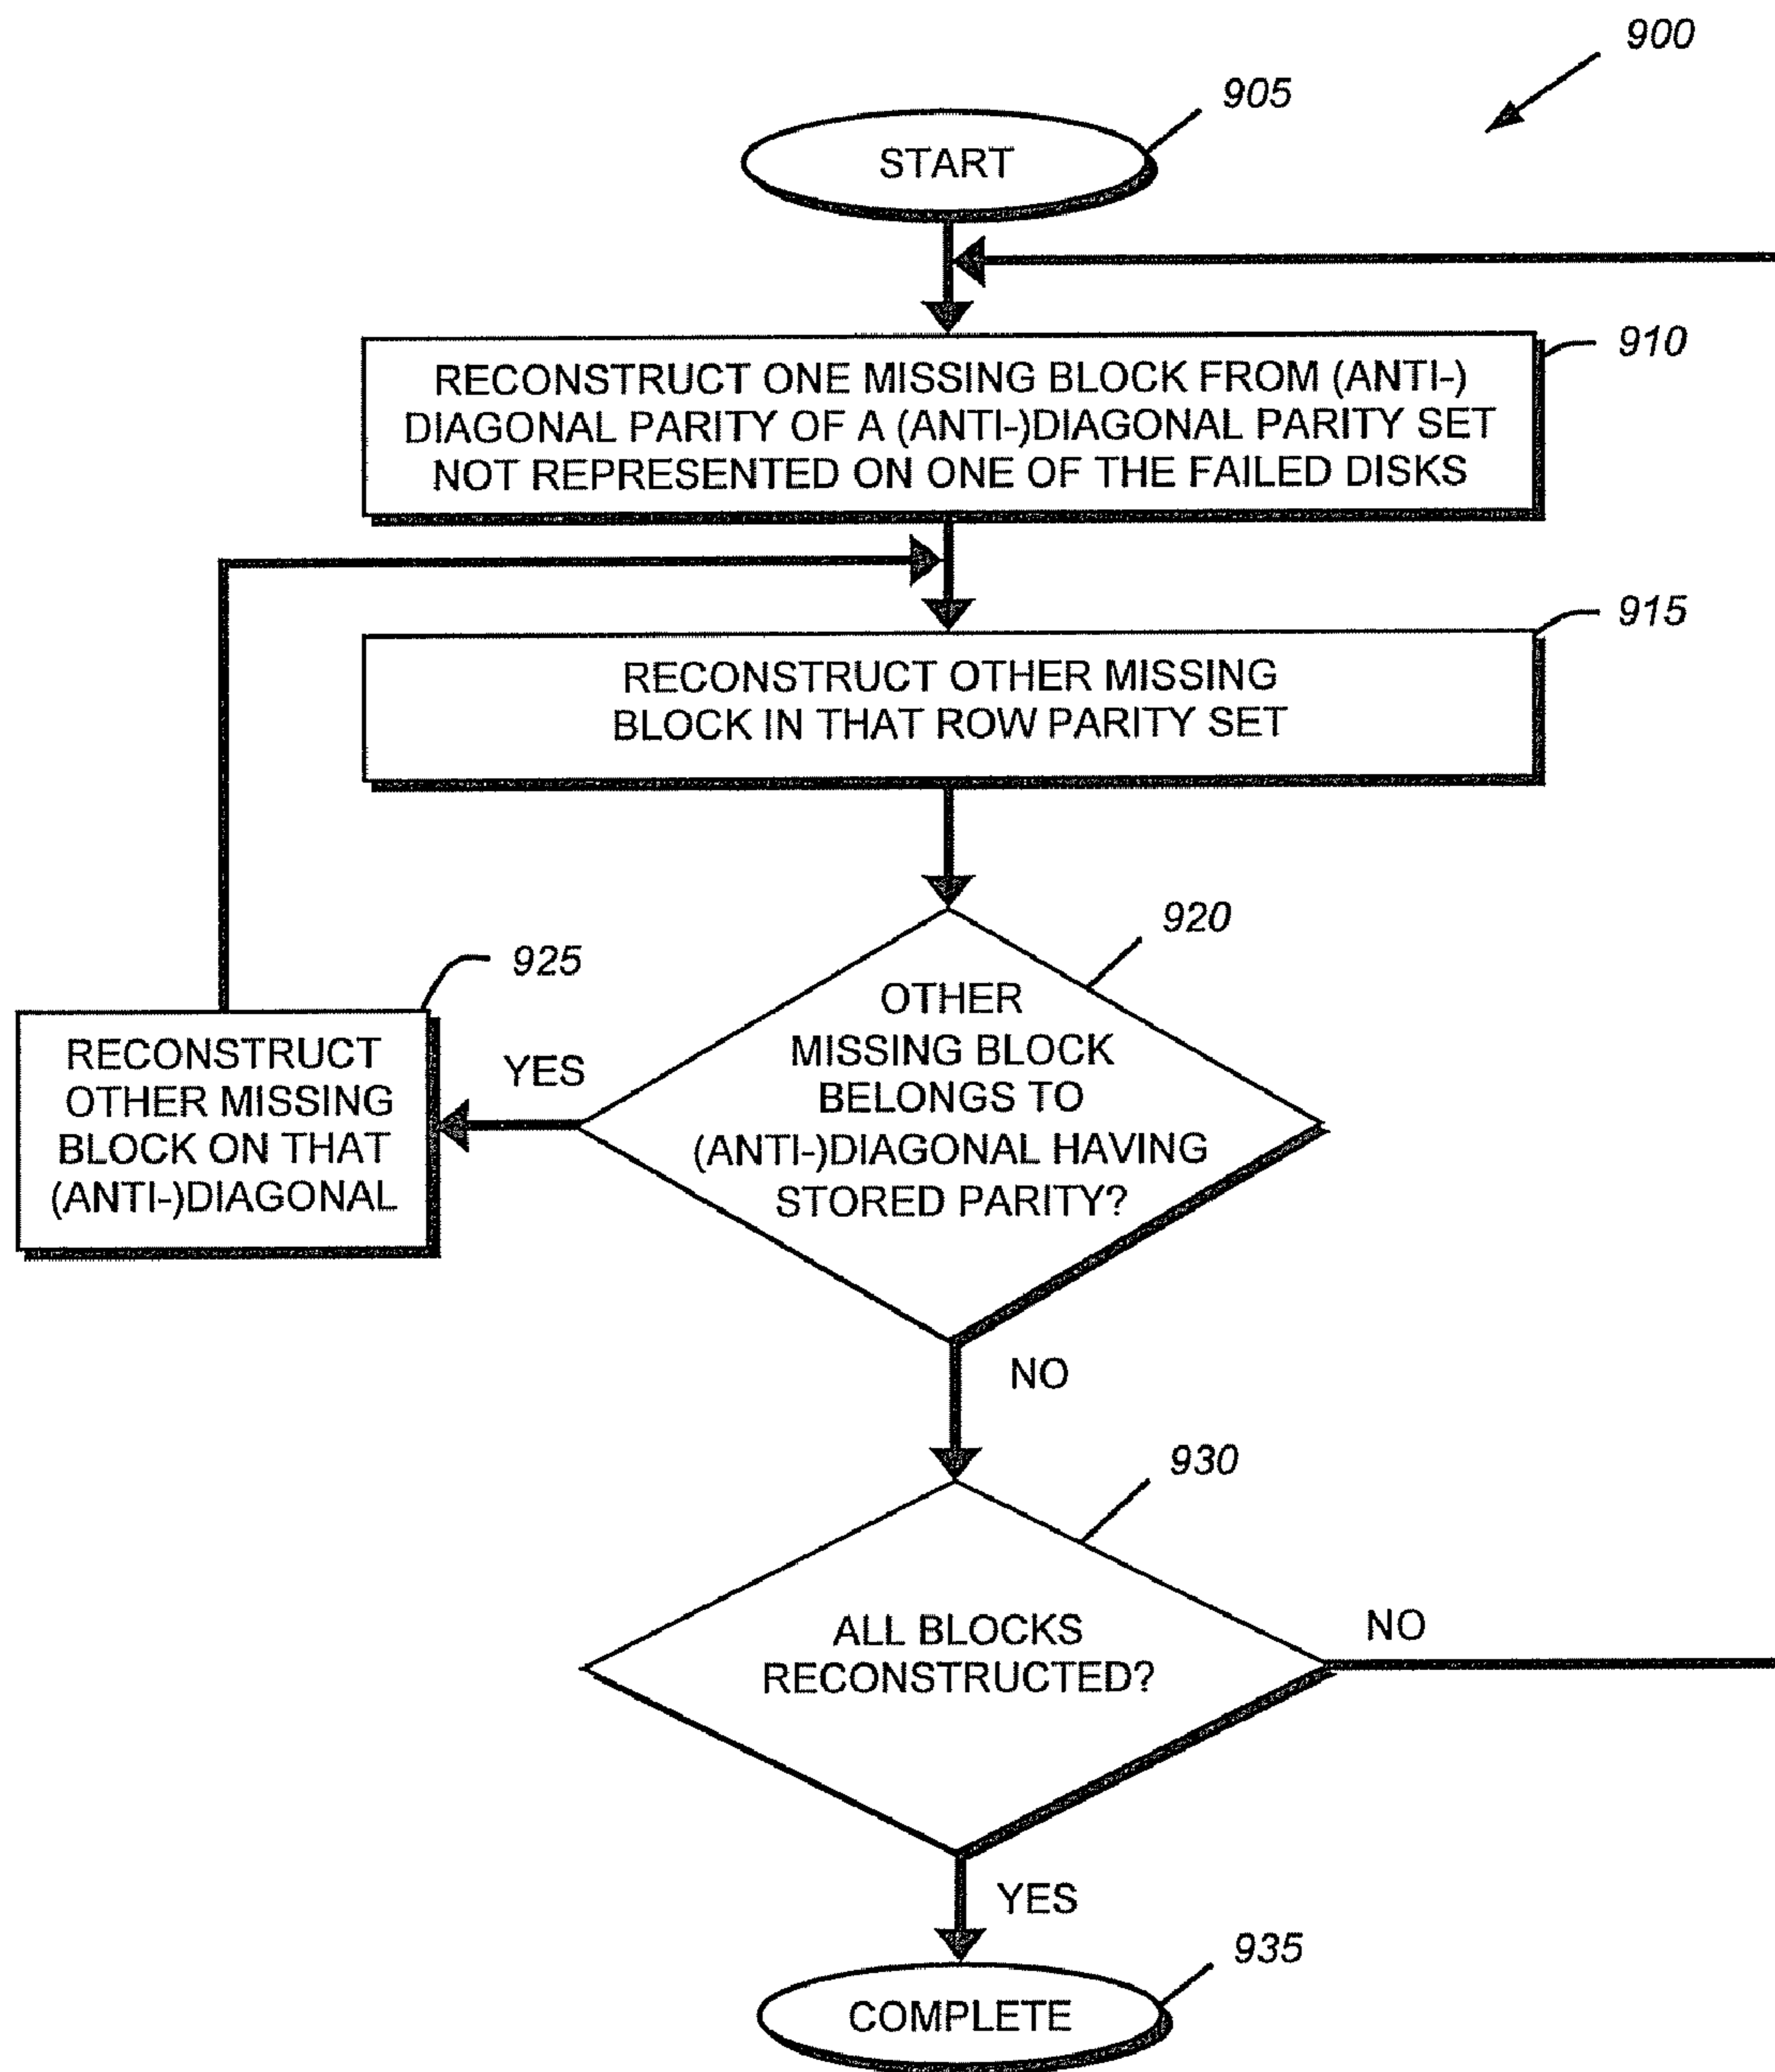 900
905
START
910
RECONSTRUCT ONE MISSING BLOCK FROM (ANTI-)
DIAGONAL PARITY OF A (ANTI-)DIAGONAL PARITY SET
NOT REPRESENTED ON ONE OF THE FAILED DISKS
915
RECONSTRUCT OTHER MISSING
BLOCK IN THAT ROW PARITY SET
920
OTHER
MISSING BLOCK
BELONGS TO
(ANTI-)DIAGONAL HAVING
STORED PARITY?
YES
925
RECONSTRUCT
OTHER MISSING
BLOCK ON THAT
(ANTI-)DIAGONAL
NO
930
ALL BLOCKS
RECONSTRUCTED?
NO
YES
935
COMPLETE